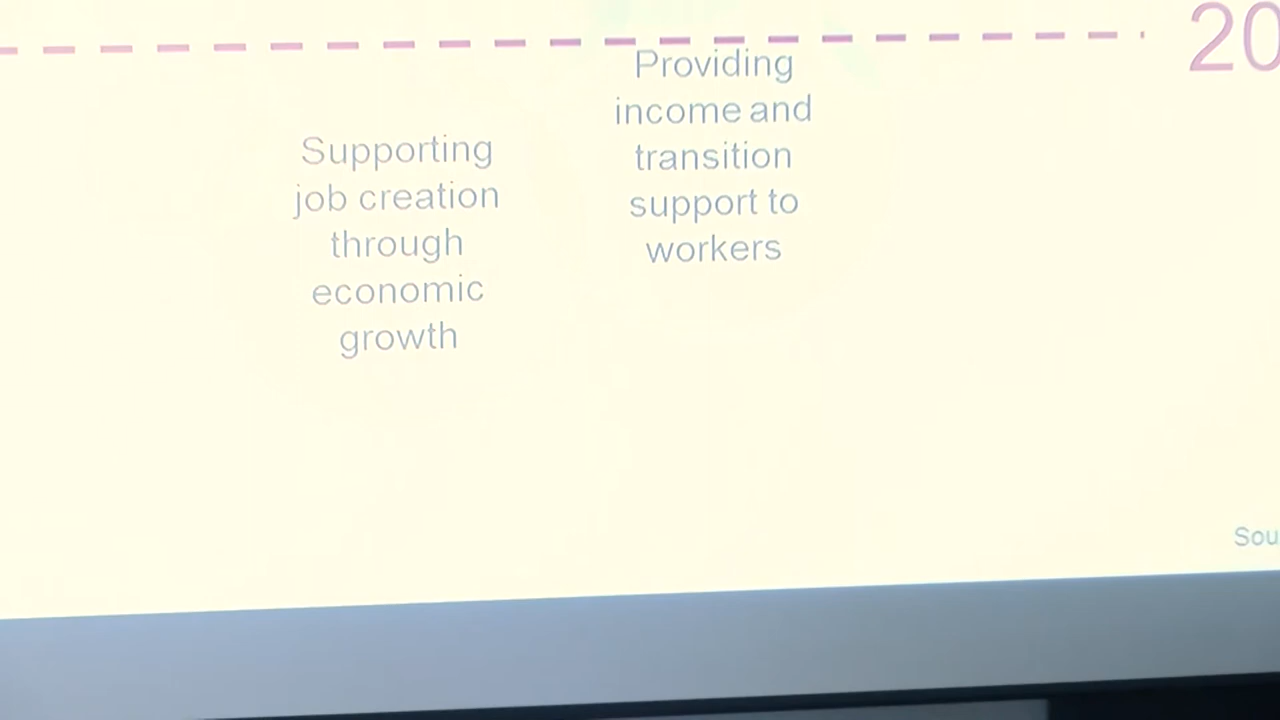 20
Providing
income and
transition
support to
workers
Supporting
job creation
through
economic
growth
Sou